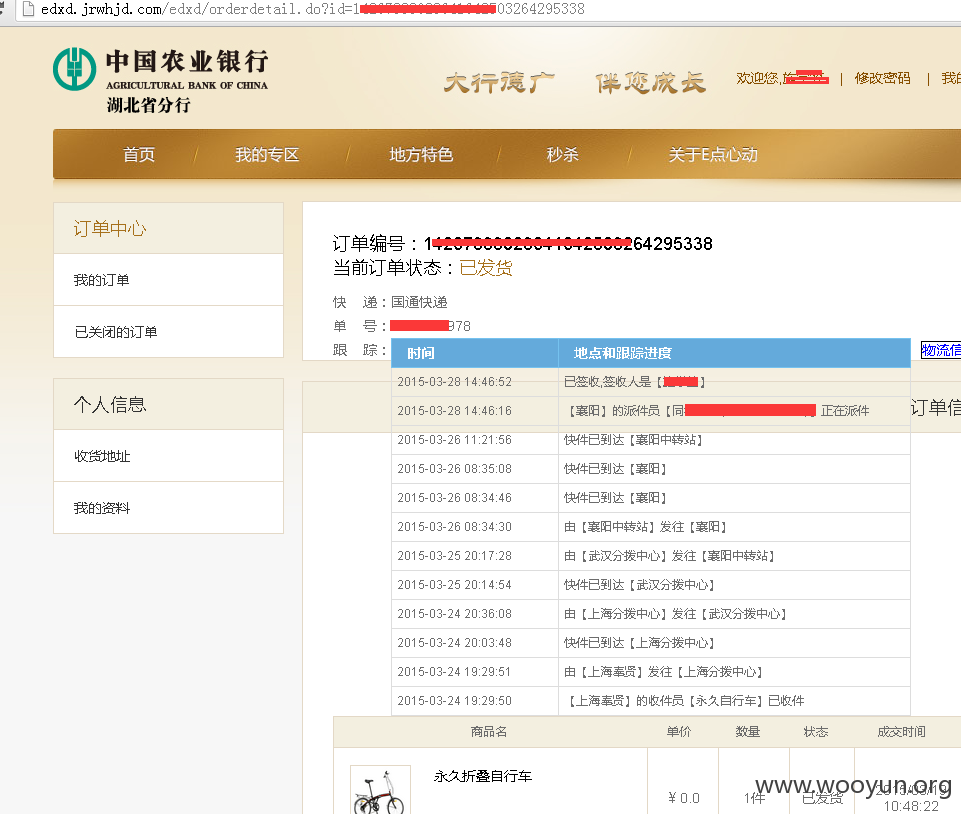 edxd.jrwhjd.com/edxd/orderdetail.do?id=1 03264295338
中国农业银行
AGRICULTURAL BANK OF CHINA
湖北省分行
大行德广 伴您成长
欢迎您, | 修改密码 | 我的
首页 / 我的专区 / 地方特色 / 秒杀 / 关于E点心动
订单中心
我的订单
已关闭的订单
个人信息
收货地址
我的资料
订单编号：1 264295338
当前订单状态：已发货
快 递：国通快递
单 号： 978
跟 踪：
时间 地点和跟踪进度
物流信
2015-03-28 14:46:52 已签收,签收人是【 】
2015-03-28 14:46:16 【襄阳】的派件员【同 正在派件
订单信
2015-03-26 11:21:56 快件已到达【襄阳中转站】
2015-03-26 08:35:08 快件已到达【襄阳】
2015-03-26 08:34:46 快件已到达【襄阳】
2015-03-26 08:34:30 由【襄阳中转站】发往【襄阳】
2015-03-25 20:17:28 由【武汉分拨中心】发往【襄阳中转站】
2015-03-25 20:14:54 快件已到达【武汉分拨中心】
2015-03-24 20:36:08 由【上海分拨中心】发往【武汉分拨中心】
2015-03-24 20:03:48 快件已到达【上海分拨中心】
2015-03-24 19:29:51 由【上海奉贤】发往【上海分拨中心】
2015-03-24 19:29:50 【上海奉贤】的收件员【永久自行车】已收件
商品名 单价 数量 状态 成交时间
永久折叠自行车
￥0.0 1件 已发货
10:48:22
www.wooyun.org